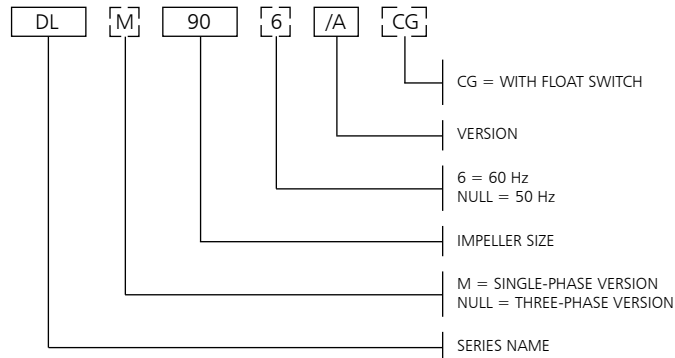 DL M 90 6 /A CG
CG = WITH FLOAT SWITCH
VERSION
6 = 60 Hz
NULL = 50 Hz
IMPELLER SIZE
M = SINGLE-PHASE VERSION
NULL = THREE-PHASE VERSION
SERIES NAME